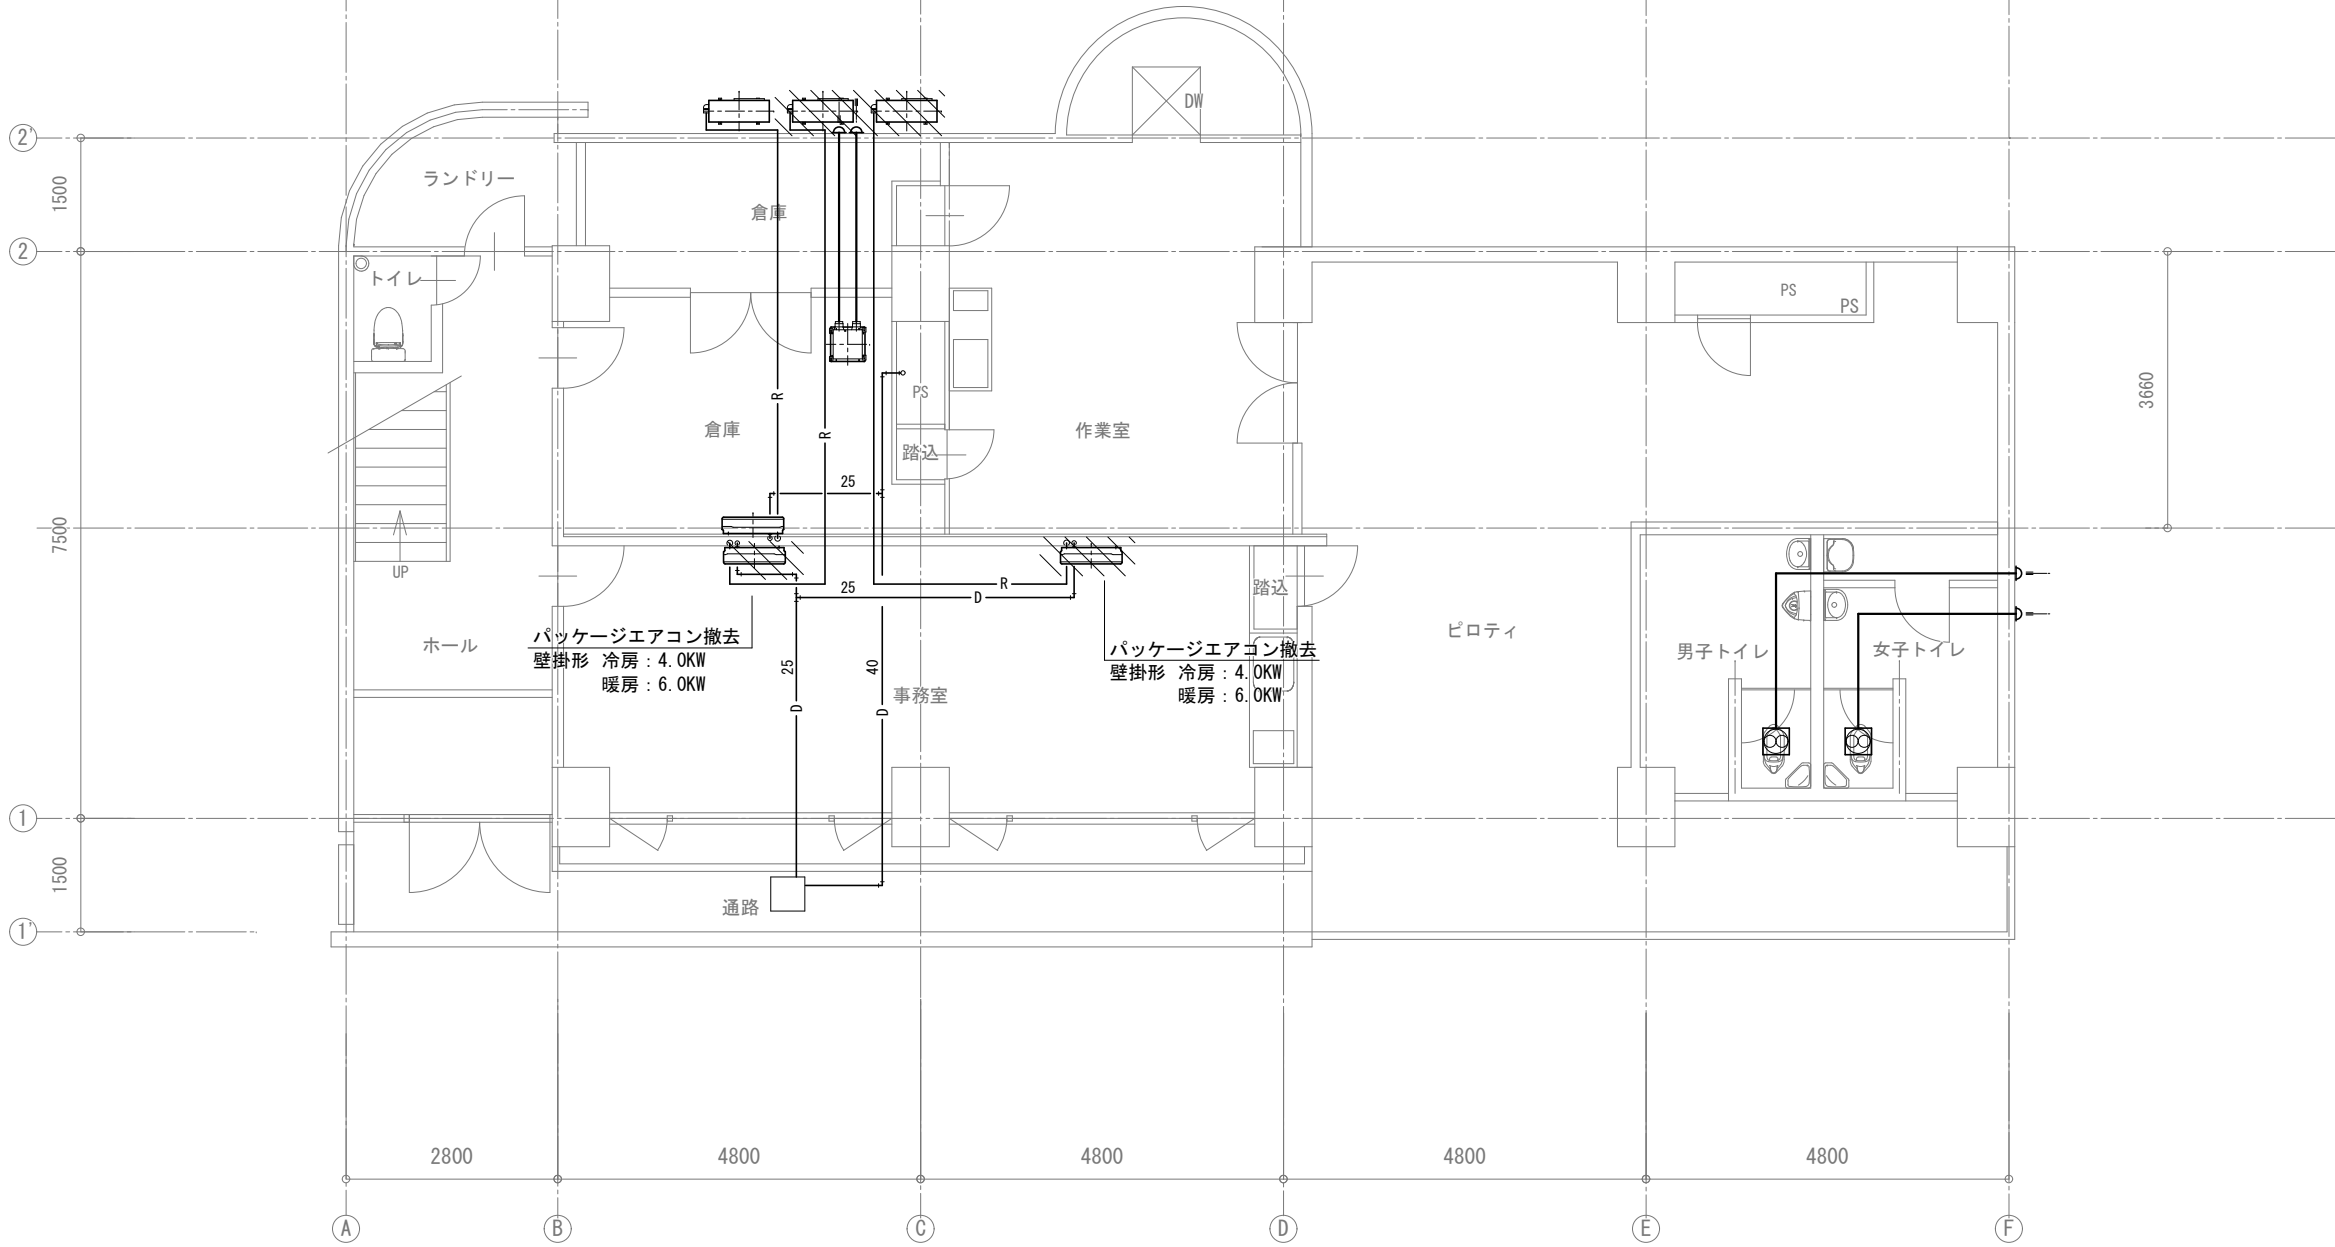 DW
2'
ランドリー
1500
倉庫
2
トイレ
PS
PS
R
PS
3660
倉庫
R
作業室
踏込
25
7500
UP
R
25
踏込
D
ホール
パッケージエアコン撤去
壁掛形 冷房:4.0KW
暖房:6.0KW
25
40
パッケージエアコン撤去
壁掛形 冷房:4.0KW
暖房:6.0KW
ピロティ
男子トイレ
女子トイレ
事務室
D
D
1
1500
通路
1'
2800
4800
4800
4800
4800
A
B
C
D
E
F